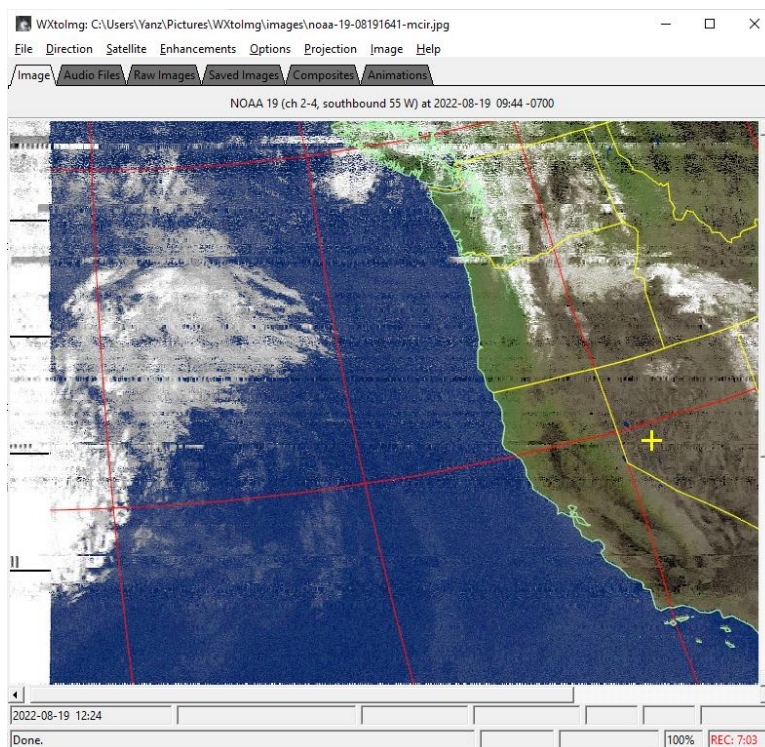 WXtoImg: C:\Users\Yanz\Pictures\WXtoImg\images\noaa-19-08191641-mcir.jpg
File Direction Satellite Enhancements Options Projection Image Help
Image Audio Files Raw Images Saved Images Composites Animations
NOAA 19 (ch 2-4, southbound 55 W) at 2022-08-19 09:44 -0700
2022-08-19 12:24
Done. 100% REC: 7:03